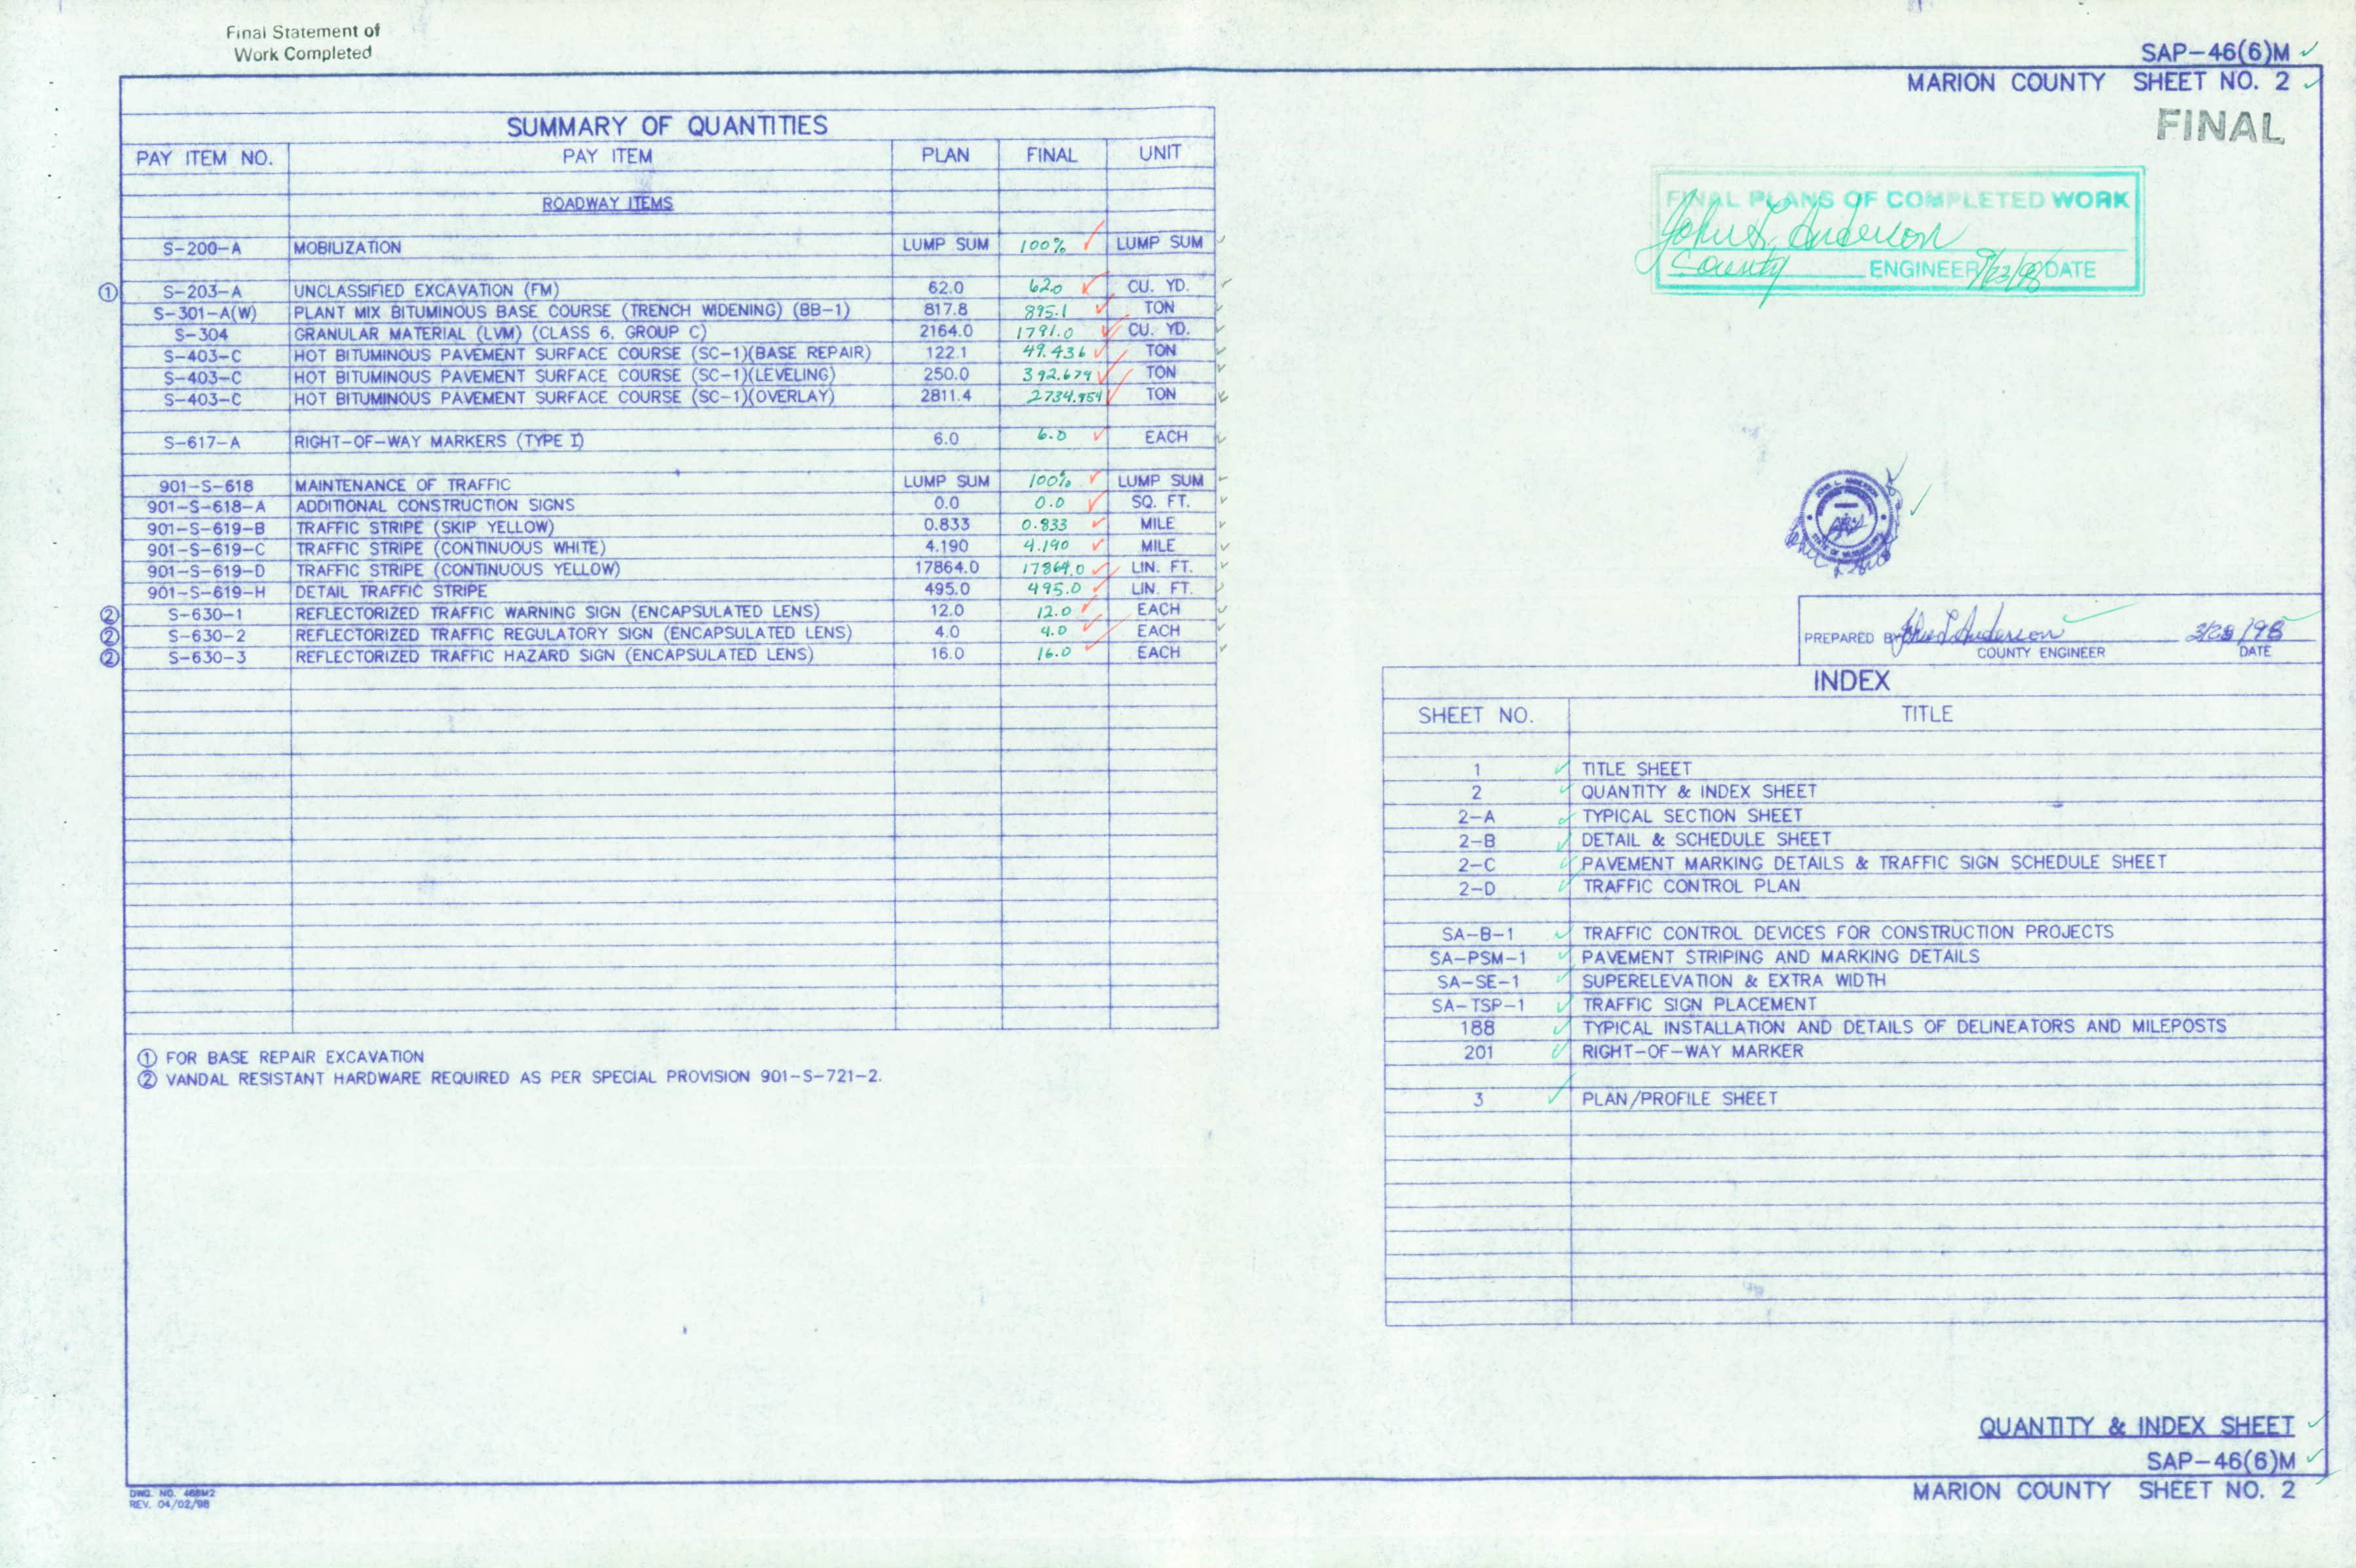 Final Statement of
Work Completed
SAP-46(6)M
MARION COUNTY SHEET NO. 2
FINAL
FINAL PLANS OF COMPLETED WORK
John L. Anderson
County ENGINEER 9/23/98 DATE
SUMMARY OF QUANTITIES
PAY ITEM NO. PAY ITEM PLAN FINAL UNIT
ROADWAY ITEMS
S-200-A MOBILIZATION LUMP SUM 100% LUMP SUM
① S-203-A UNCLASSIFIED EXCAVATION (FM) 62.0 62.0 CU. YD.
S-301-A(W) PLANT MIX BITUMINOUS BASE COURSE (TRENCH WIDENING) (BB-1) 817.8 895.1 TON
S-304 GRANULAR MATERIAL (LVM) (CLASS 6, GROUP C) 2164.0 1791.0 CU. YD.
S-403-C HOT BITUMINOUS PAVEMENT SURFACE COURSE (SC-1)(BASE REPAIR) 122.1 49.436 TON
S-403-C HOT BITUMINOUS PAVEMENT SURFACE COURSE (SC-1)(LEVELING) 250.0 392.679 TON
S-403-C HOT BITUMINOUS PAVEMENT SURFACE COURSE (SC-1)(OVERLAY) 2811.4 TON
S-617-A RIGHT-OF-WAY MARKERS (TYPE I) 6.0 6.0 EACH
901-S-618 MAINTENANCE OF TRAFFIC LUMP SUM 100% LUMP SUM
901-S-618-A ADDITIONAL CONSTRUCTION SIGNS 0.0 0.0 SQ. FT.
901-S-619-B TRAFFIC STRIPE (SKIP YELLOW) 0.833 0.833 MILE
901-S-619-C TRAFFIC STRIPE (CONTINUOUS WHITE) 4.190 4.190 MILE
901-S-619-D TRAFFIC STRIPE (CONTINUOUS YELLOW) 17864.0 17864.0 LIN. FT.
901-S-619-H DETAIL TRAFFIC STRIPE 495.0 495.0 LIN. FT.
② S-630-1 REFLECTORIZED TRAFFIC WARNING SIGN (ENCAPSULATED LENS) 12.0 12.0 EACH
② S-630-2 REFLECTORIZED TRAFFIC REGULATORY SIGN (ENCAPSULATED LENS) 4.0 4.0 EACH
② S-630-3 REFLECTORIZED TRAFFIC HAZARD SIGN (ENCAPSULATED LENS) 16.0 16.0 EACH
① FOR BASE REPAIR EXCAVATION
② VANDAL RESISTANT HARDWARE REQUIRED AS PER SPECIAL PROVISION 901-S-721-2.
JOHN L. ANDERSON
PREPARED BY John L Anderson
COUNTY ENGINEER DATE
INDEX
SHEET NO. TITLE
1 TITLE SHEET
2 QUANTITY & INDEX SHEET
2-A TYPICAL SECTION SHEET
2-B DETAIL & SCHEDULE SHEET
2-C PAVEMENT MARKING DETAILS & TRAFFIC SIGN SCHEDULE SHEET
2-D TRAFFIC CONTROL PLAN
SA-B-1 TRAFFIC CONTROL DEVICES FOR CONSTRUCTION PROJECTS
SA-PSM-1 PAVEMENT STRIPING AND MARKING DETAILS
SA-SE-1 SUPERELEVATION & EXTRA WIDTH
SA-TSP-1 TRAFFIC SIGN PLACEMENT
188 TYPICAL INSTALLATION AND DETAILS OF DELINEATORS AND MILEPOSTS
201 RIGHT-OF-WAY MARKER
3 PLAN/PROFILE SHEET
QUANTITY & INDEX SHEET
SAP-46(6)M
MARION COUNTY SHEET NO. 2
DWG. NO. 466M2
REV. 04/02/98